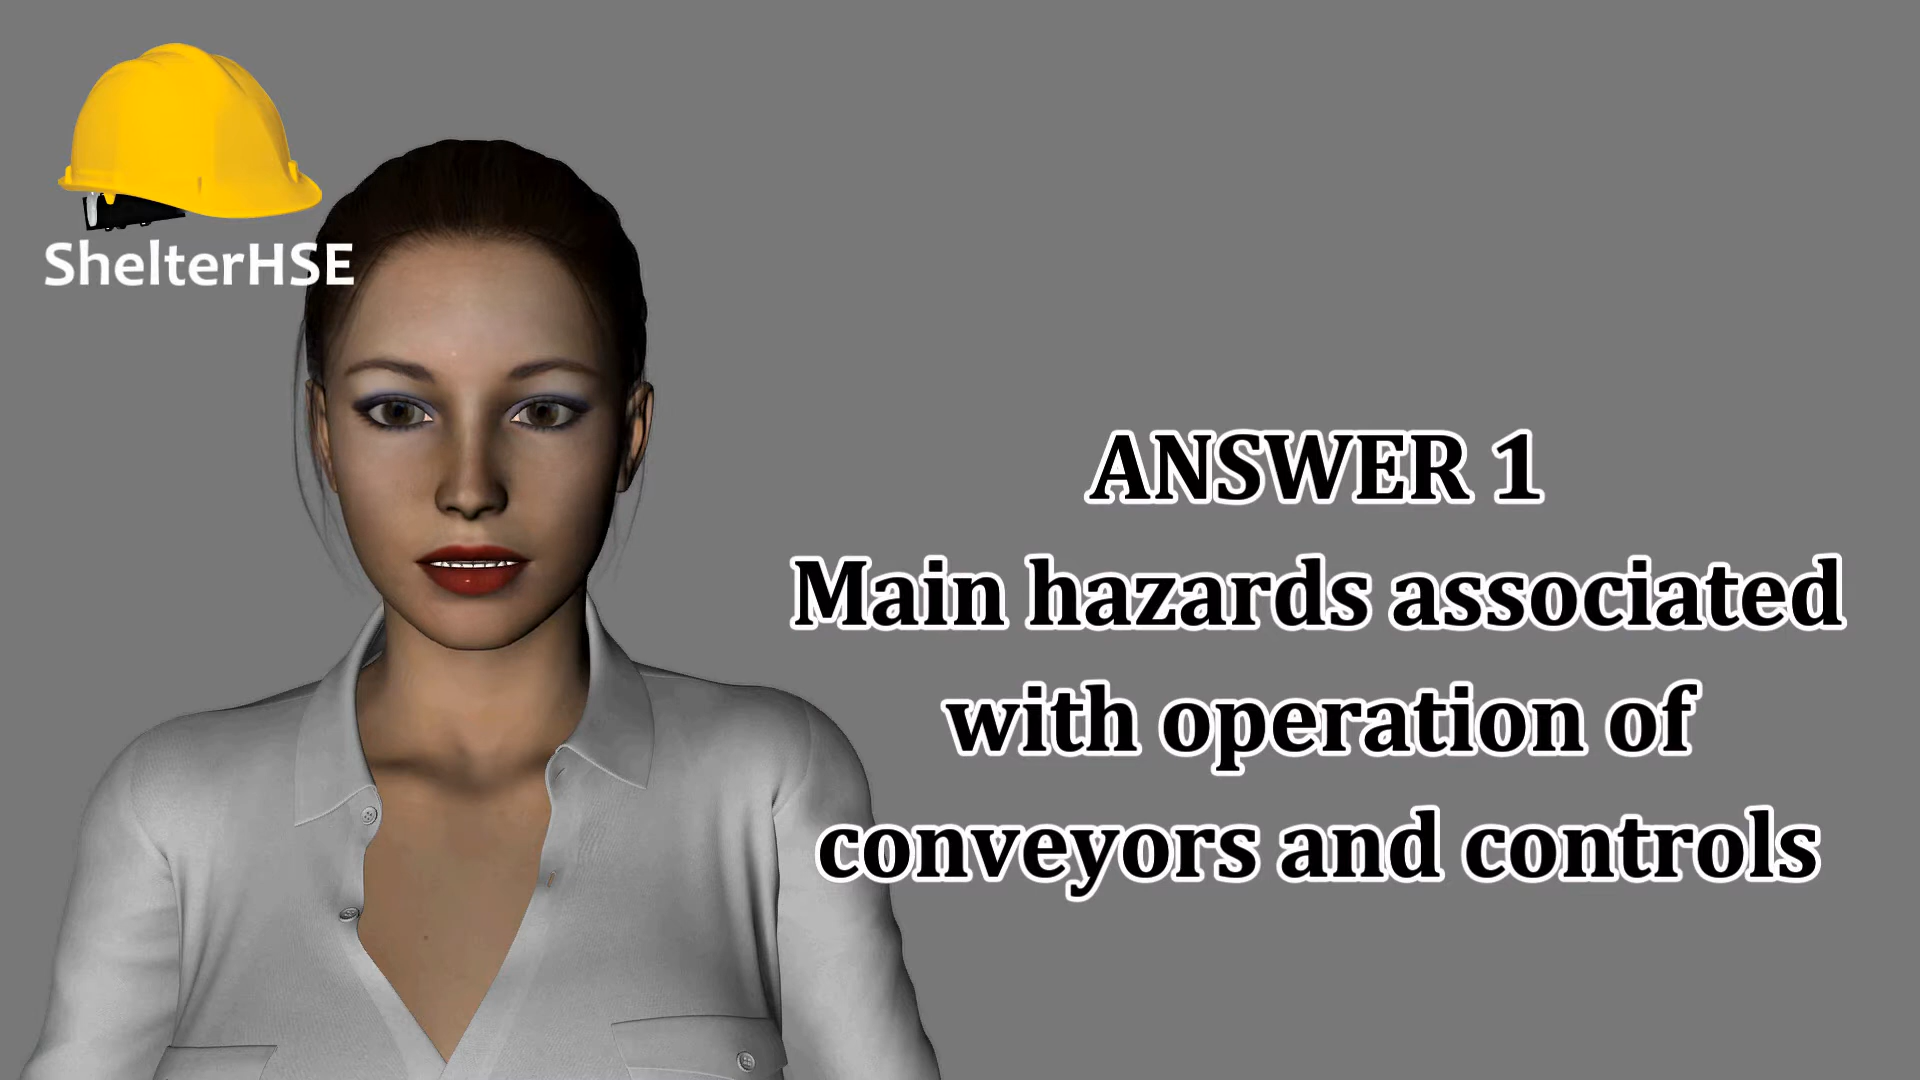 ShelterHSE
ANSWER 1
Main hazards associated
with operation of
conveyors and controls